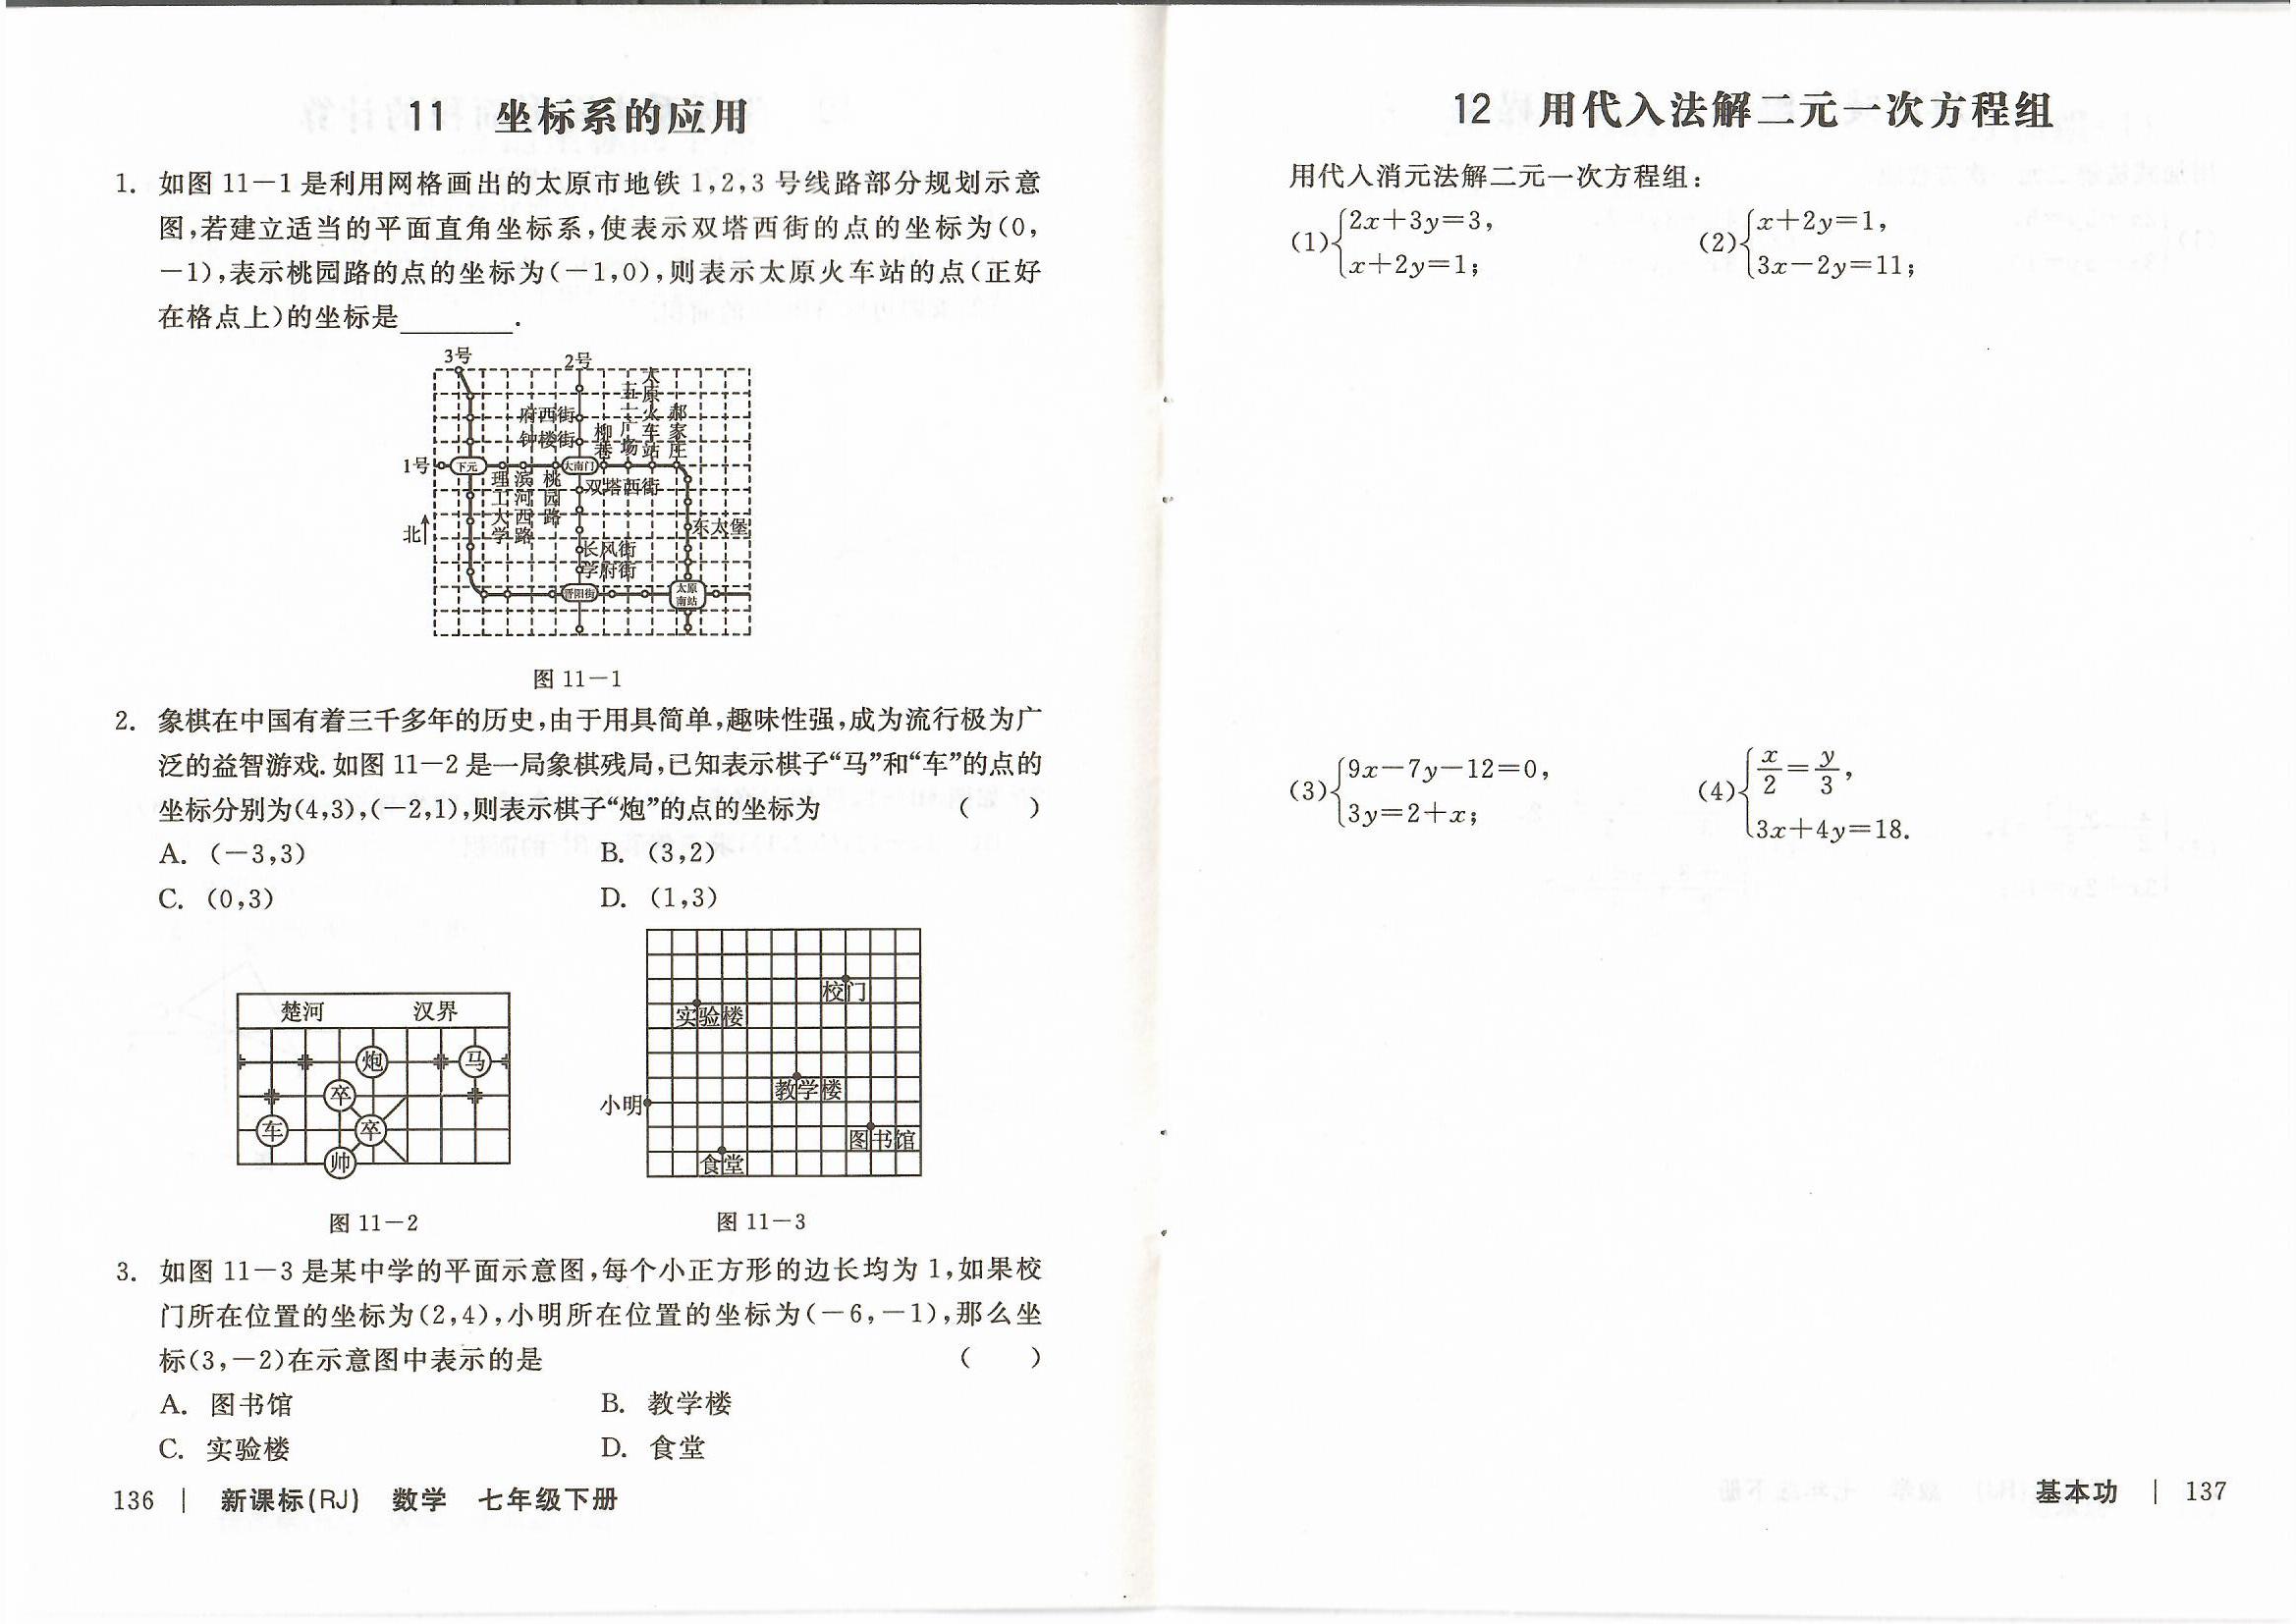 11 坐标系的应用
1. 如图 11-1 是利用网格画出的太原市地铁 1,2,3 号线路部分规划示意
图,若建立适当的平面直角坐标系,使表示双塔西街的点的坐标为(0,
-1),表示桃园路的点的坐标为(-1,0),则表示太原火车站的点(正好
在格点上)的坐标是________.
3号
2号
太原火车站
五一广场
郝家庄
柳巷
府西街
钟楼街
1号
下元
大南门
理工大学
滨河西路
桃园路
双塔西街
北
东太堡
长风街
学府街
晋阳街
太原
南站
图 11-1
2. 象棋在中国有着三千多年的历史,由于用具简单,趣味性强,成为流行极为广
泛的益智游戏.如图 11-2 是一局象棋残局,已知表示棋子“马”和“车”的点的
坐标分别为(4,3),(-2,1),则表示棋子“炮”的点的坐标为 ( )
A. (-3,3) B. (3,2)
C. (0,3) D. (1,3)
楚河 汉界
炮 马
卒
车 卒
帅
图 11-2
校门
实验楼
教学楼
小明
图书馆
食堂
图 11-3
3. 如图 11-3 是某中学的平面示意图,每个小正方形的边长均为 1,如果校
门所在位置的坐标为(2,4),小明所在位置的坐标为(-6,-1),那么坐
标(3,-2)在示意图中表示的是 ( )
A. 图书馆 B. 教学楼
C. 实验楼 D. 食堂
136 | 新课标(RJ) 数学 七年级下册
12 用代入法解二元一次方程组
用代入消元法解二元一次方程组:
(1){2x+3y=3,
x+2y=1;
(2){x+2y=1,
3x-2y=11;
(3){9x-7y-12=0,
3y=2+x;
(4){x/2=y/3,
3x+4y=18.
基本功 | 137